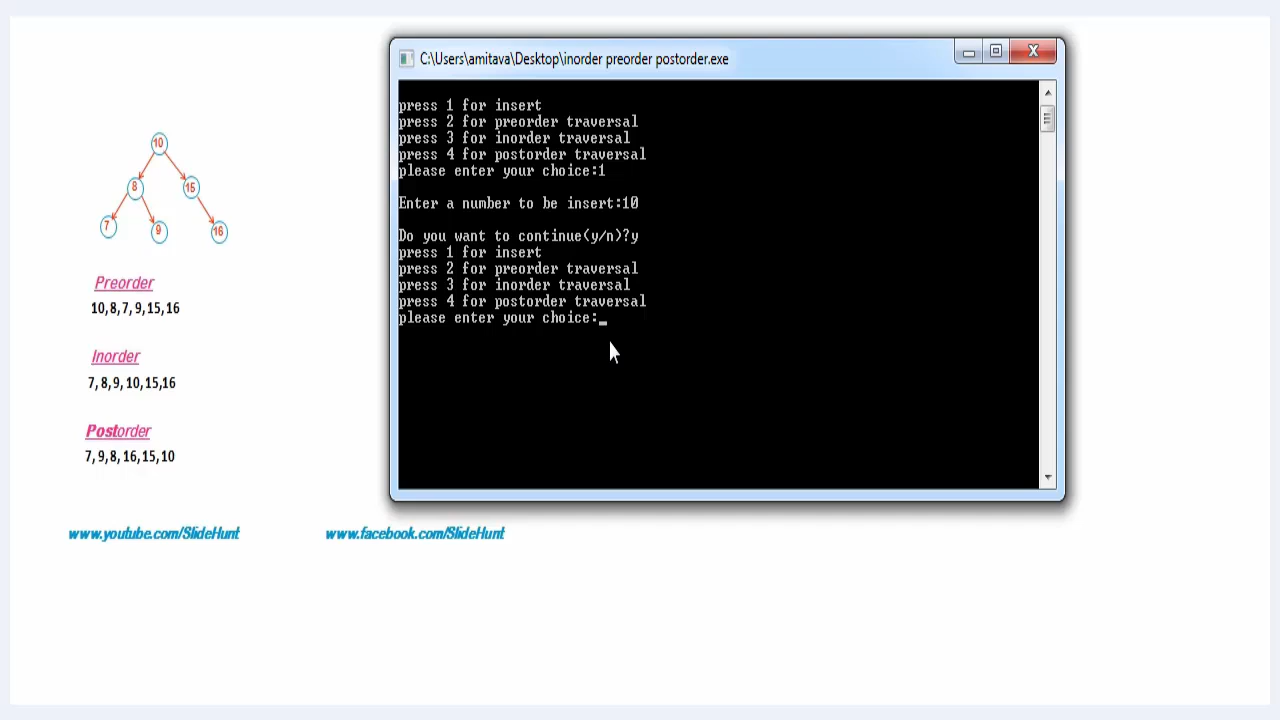 C:\Users\amitava\Desktop\inorder preorder postorder.exe
press 1 for insert
press 2 for preorder traversal
press 3 for inorder traversal
press 4 for postorder traversal
please enter your choice:1
Enter a number to be insert:10
Do you want to continue(y/n)?y
press 1 for insert
press 2 for preorder traversal
press 3 for inorder traversal
press 4 for postorder traversal
please enter your choice:_
10
8
15
7
9
16
Preorder
10, 8, 7, 9, 15, 16
Inorder
7, 8, 9, 10, 15, 16
Postorder
7, 9, 8, 16, 15, 10
www.youtube.com/SlideHunt
www.facebook.com/SlideHunt